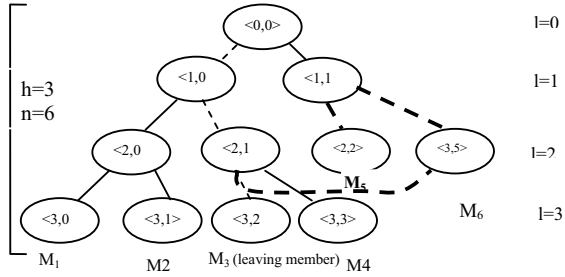 <0,0>
l=0
<1,0
<1,1
l=1
h=3
n=6
<2,0
<2,1
<2,2>
<3,5>
l=2
M5
<3,0
<3,1>
<3,2
<3,3>
M6
l=3
M1
M2
M3 (leaving member)
M4